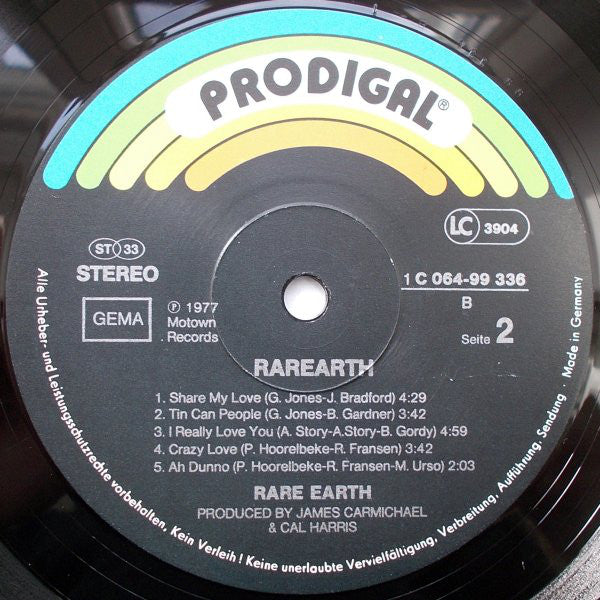 PRODIGAL®
LC 3904
ST 33
STEREO
1 C 064-99 336
B
Seite 2
GEMA
℗ 1977
Motown
Records
RAREARTH
1. Share My Love (G. Jones-J. Bradford) 4:29
2. Tin Can People (G. Jones-B. Gardner) 3:42
3. I Really Love You (A. Story-A.Story-B. Gordy) 4:59
4. Crazy Love (P. Hoorelbeke-R. Fransen) 3:42
5. Ah Dunno (P. Hoorelbeke-R. Fransen-M. Urso) 2:03
RARE EARTH
PRODUCED BY JAMES CARMICHAEL
& CAL HARRIS
Alle Urheber- und Leistungsschutzrechte vorbehalten, Kein Verleih! Keine unerlaubte Vervielfältigung, Verbreitung, Aufführung, Sendung · Made in Germany